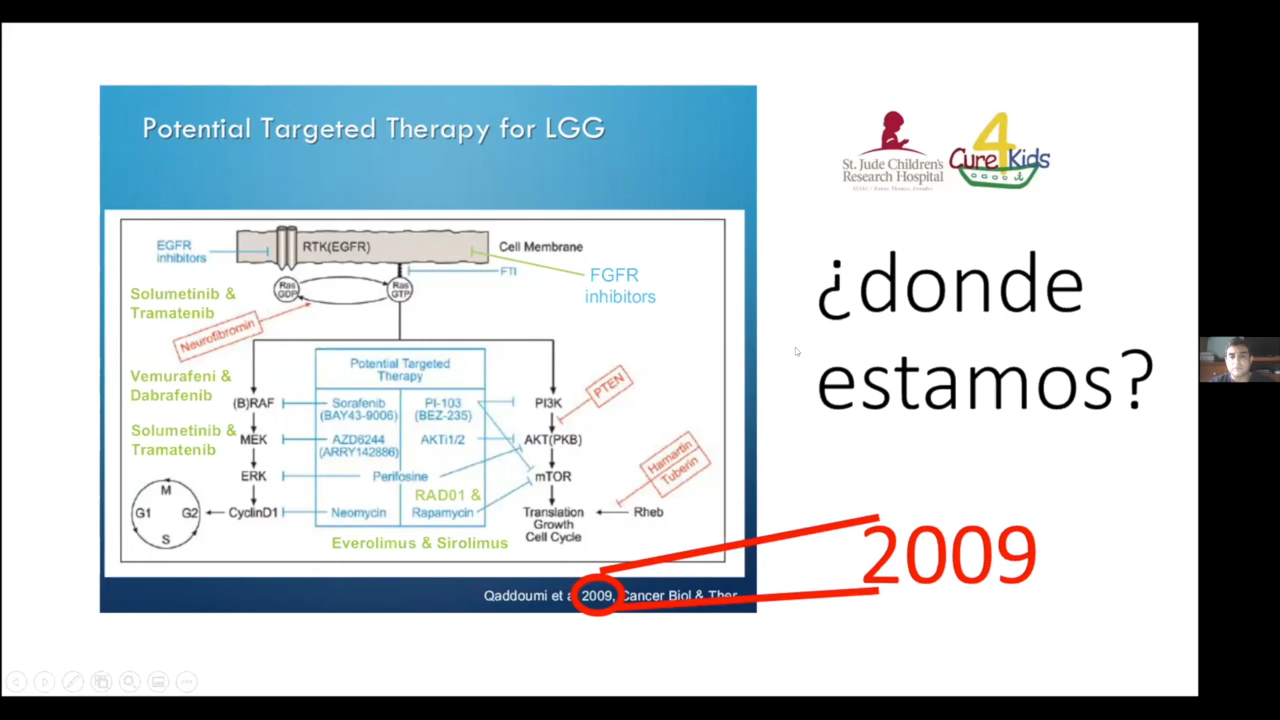 Potential Targeted Therapy for LGG
EGFR
inhibitors
RTK(EGFR)
Cell Membrane
FTI
FGFR
inhibitors
Ras
GDP
Ras
GTP
Solumetinib &
Tramatenib
Neurofibromin
Potential Targeted
Therapy
Vemurafeni &
Dabrafenib
(B)RAF
Sorafenib
(BAY43-9006)
PI-103
(BEZ-235)
PI3K
PTEN
Solumetinib &
Tramatenib
MEK
AZD6244
(ARRY142886)
AKTi1/2
AKT(PKB)
Hamartin
Tuberin
ERK
Perifosine
mTOR
RAD01 &
M
G1
G2
S
CyclinD1
Neomycin
Rapamycin
Translation
Growth
Cell Cycle
Rheb
Everolimus & Sirolimus
Qaddoumi et a 2009, Cancer Biol & Ther
St. Jude Children's
Research Hospital
Cure
4
Kids
¿donde
estamos?
2009